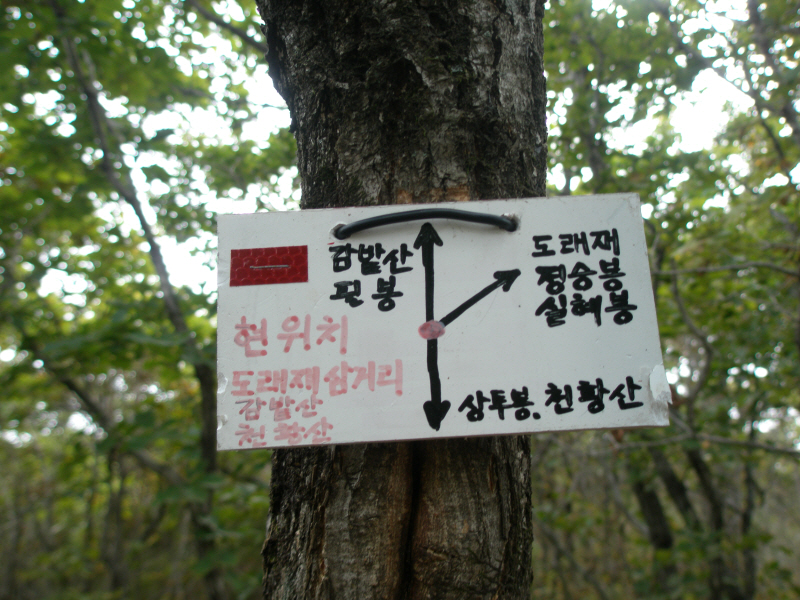 감밭산
필봉
도래재
정승봉
실혜봉
현위치
도래재삼거리
감밭산
천황산
상투봉.천황산